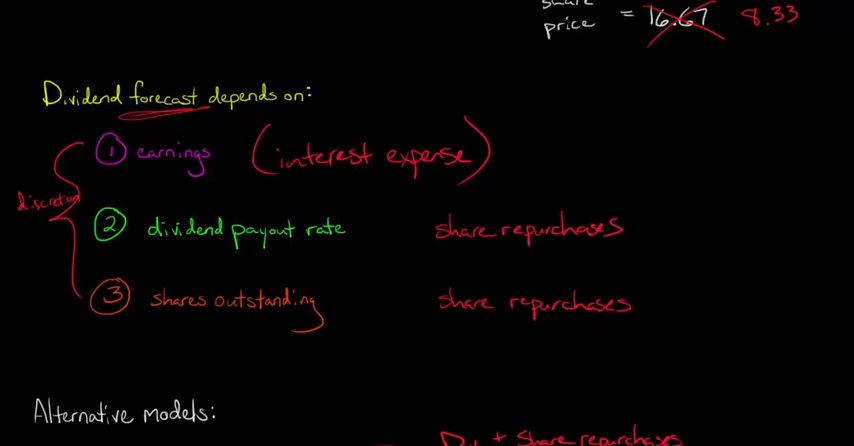 share
price = 16.67 8.33
Dividend forecast depends on:
① earnings (interest expense)
discretion
② dividend payout rate share repurchases
③ shares outstanding share repurchases
Alternative models:
+ share repurchases